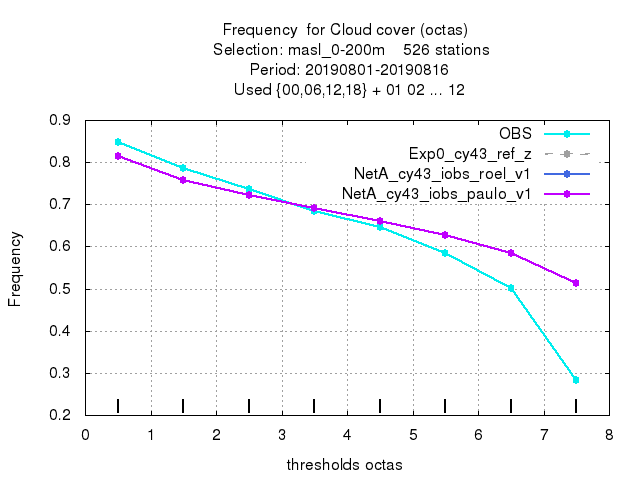 Frequency  for Cloud cover (octas)
Selection: masl_0-200m    526 stations
Period: 20190801-20190816
Used {00,06,12,18} + 01 02 ... 12
OBS
Exp0_cy43_ref_z
NetA_cy43_iobs_roel_v1
NetA_cy43_iobs_paulo_v1
Frequency
0.9
0.8
0.7
0.6
0.5
0.4
0.3
0.2
0 1 2 3 4 5 6 7 8
thresholds octas